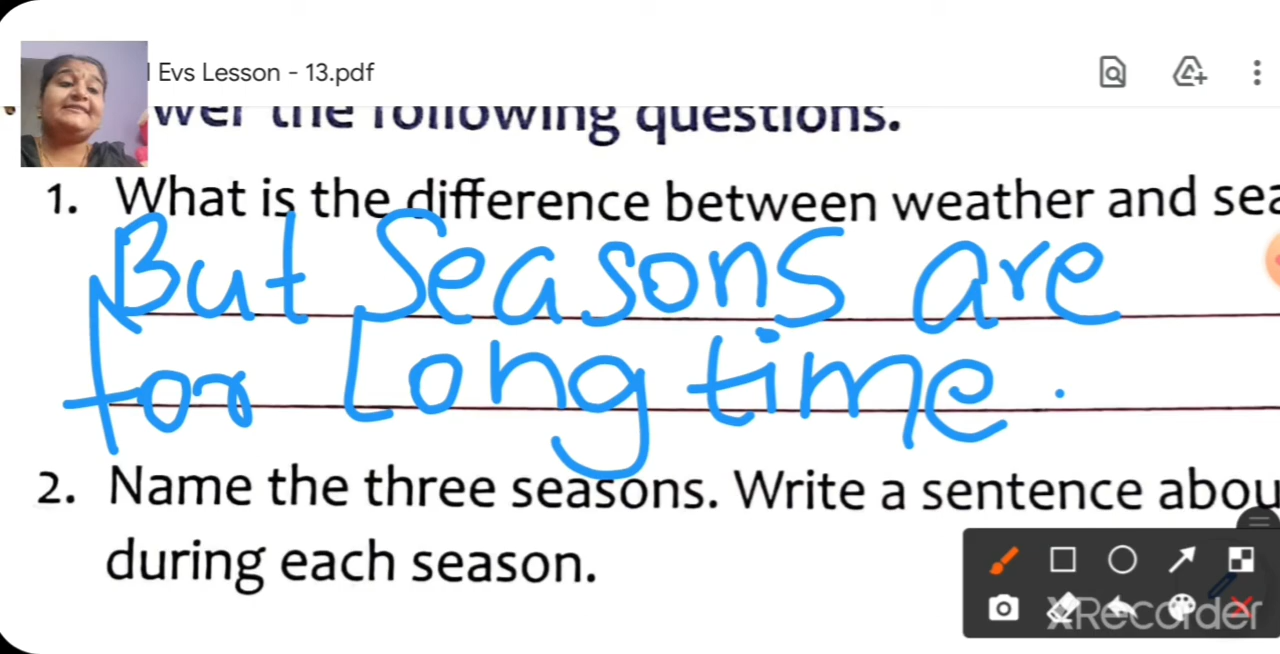 Evs Lesson - 13.pdf
wer the following questions.
1. What is the difference between weather and sea
But Seasons are
for Long time.
2. Name the three seasons. Write a sentence abou
during each season.
XRecorder